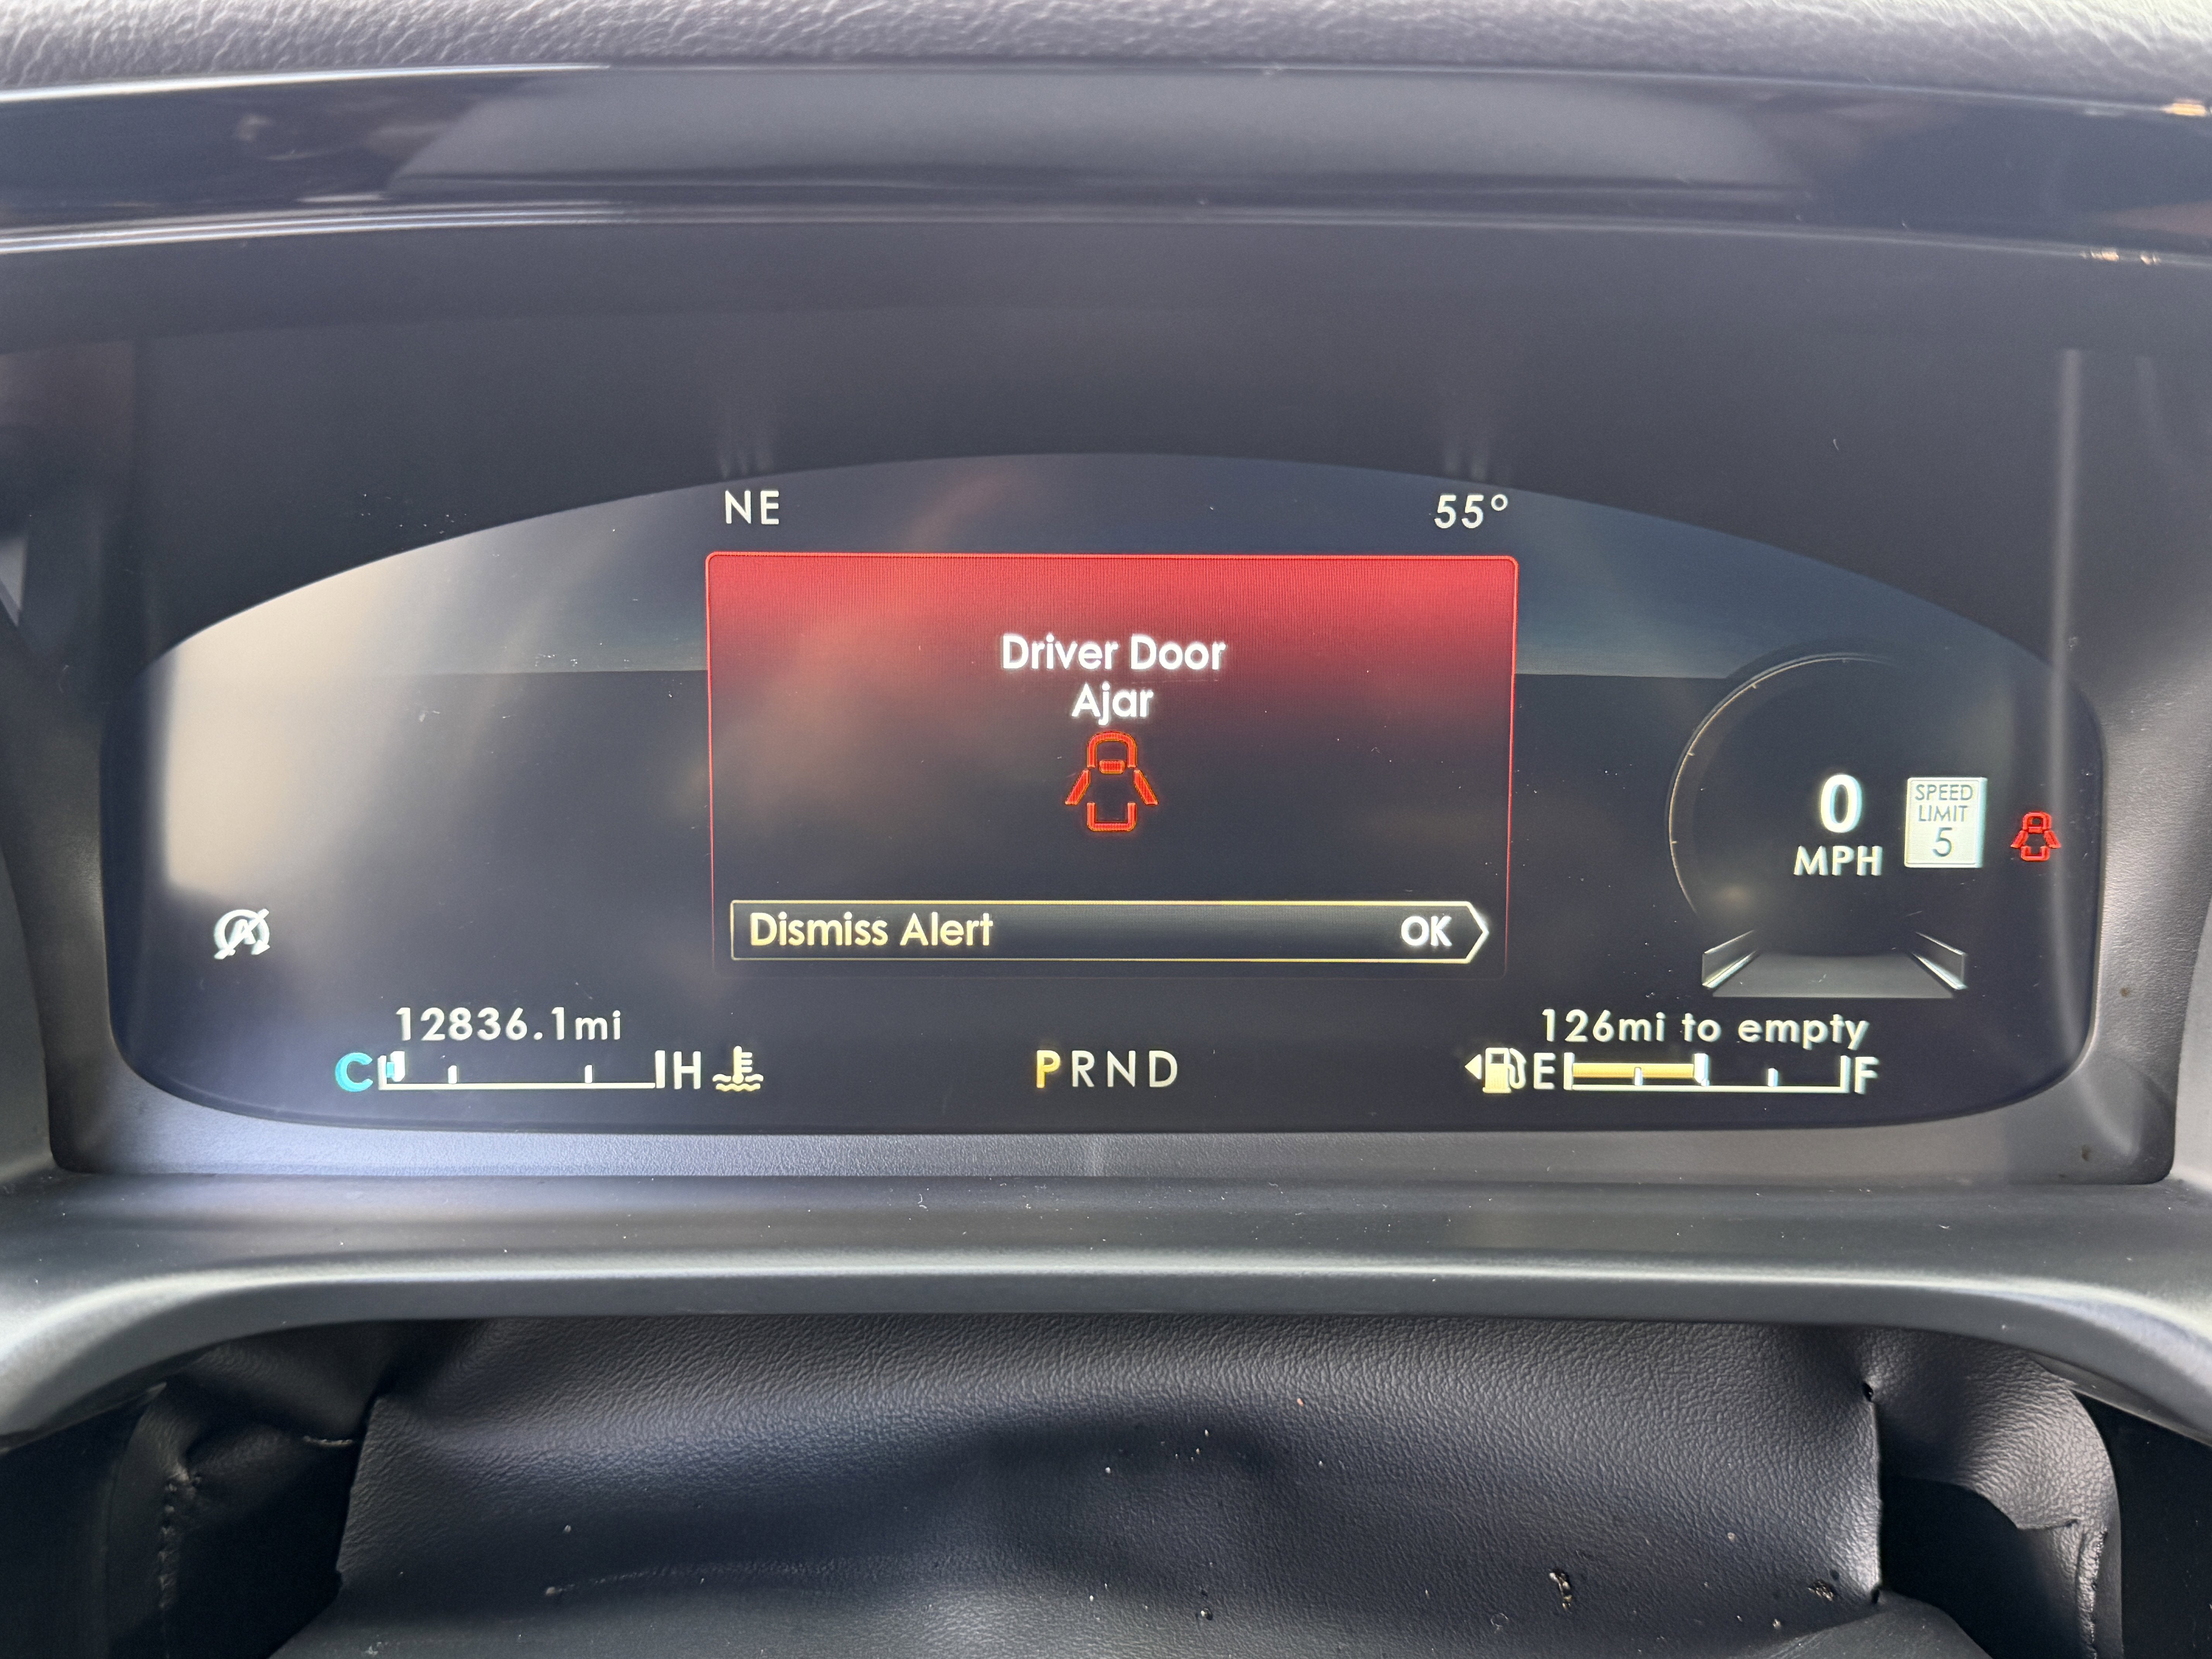 NE
55°
Driver Door
Ajar
Dismiss Alert OK
0
MPH
SPEED
LIMIT
5
A
12836.1mi
C H
PRND
126mi to empty
E F